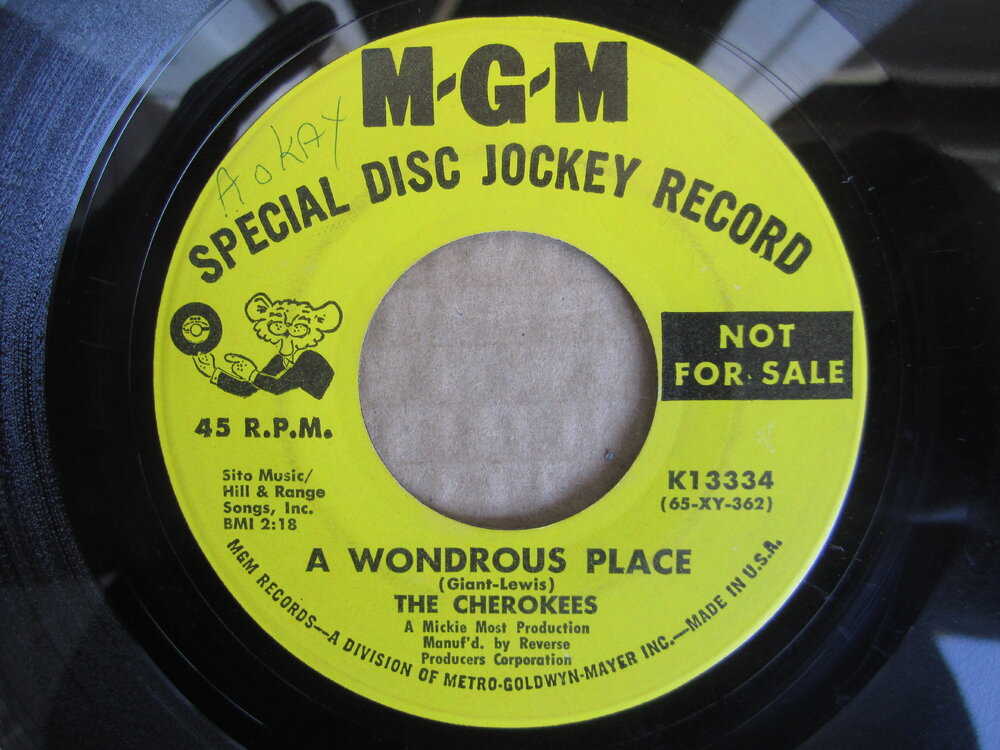 M-G-M
A OKAY
SPECIAL DISC JOCKEY RECORD
NOT
FOR SALE
45 R.P.M.
Sito Music/
Hill & Range
Songs, Inc.
BMI 2:18
K13334
(65-XY-362)
A WONDROUS PLACE
(Giant-Lewis)
THE CHEROKEES
A Mickie Most Production
Manuf'd. by Reverse
Producers Corporation
MGM RECORDS—A DIVISION OF METRO-GOLDWYN-MAYER INC.—MADE IN U.S.A.